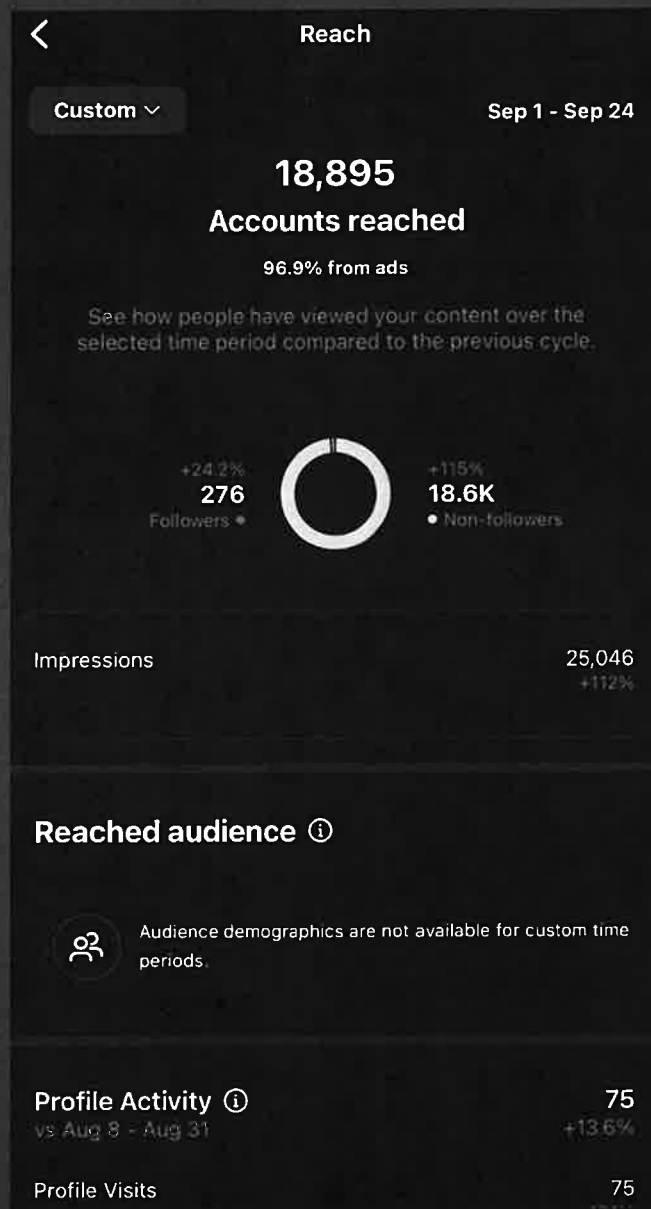 Reach
Custom
Sep 1 - Sep 24
18,895
Accounts reached
96.9% from ads
See how people have viewed your content over the
selected time period compared to the previous cycle.
+24.2%
276
Followers
+115%
18.6K
Non-followers
Impressions
25,046
+112%
Reached audience
Audience demographics are not available for custom time
periods.
Profile Activity
75
vs Aug 8 - Aug 31
+13.6%
Profile Visits
75